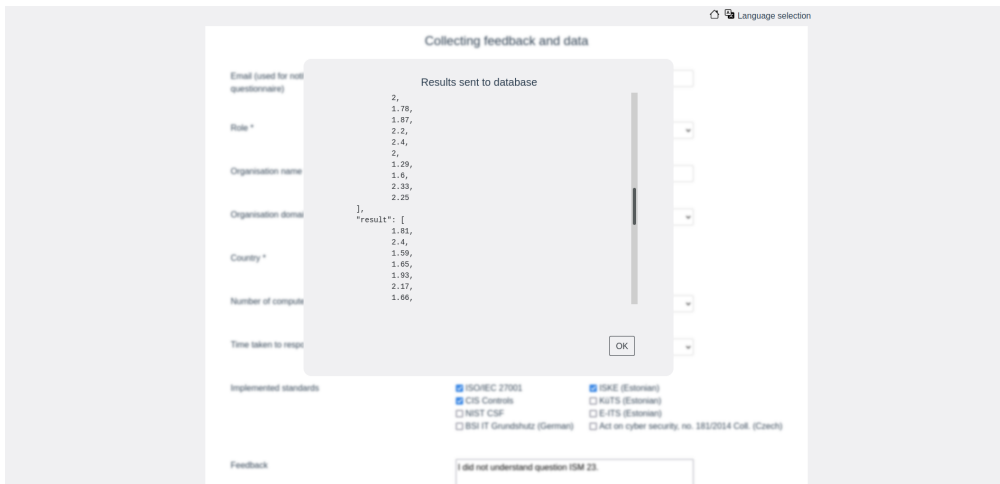 Language selection
Collecting feedback and data
Email (used for noti
questionnaire)
Results sent to database
2,
1.78,
1.87,
2.2,
2.4,
2,
1.29,
1.6,
2.33,
2.25
],
"result": [
1.81,
2.4,
1.59,
1.65,
1.93,
2.17,
1.66,
Role *
Organisation name
Organisation domai
Country *
Number of compute
Time taken to respo
OK
Implemented standards
ISO/IEC 27001
ISKE (Estonian)
CIS Controls
KüTS (Estonian)
NIST CSF
E-ITS (Estonian)
BSI IT Grundshutz (German)
Act on cyber security, no. 181/2014 Coll. (Czech)
Feedback
I did not understand question ISM 23.